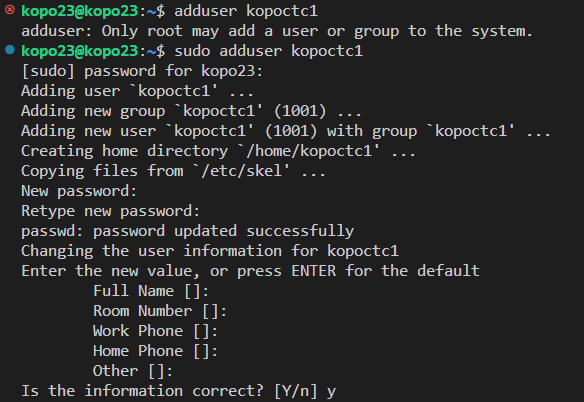 kopo23@kopo23:~$ adduser kopoctc1
adduser: Only root may add a user or group to the system.
kopo23@kopo23:~$ sudo adduser kopoctc1
[sudo] password for kopo23:
Adding user `kopoctc1' ...
Adding new group `kopoctc1' (1001) ...
Adding new user `kopoctc1' (1001) with group `kopoctc1' ...
Creating home directory `/home/kopoctc1' ...
Copying files from `/etc/skel' ...
New password:
Retype new password:
passwd: password updated successfully
Changing the user information for kopoctc1
Enter the new value, or press ENTER for the default
        Full Name []:
        Room Number []:
        Work Phone []:
        Home Phone []:
        Other []:
Is the information correct? [Y/n] y